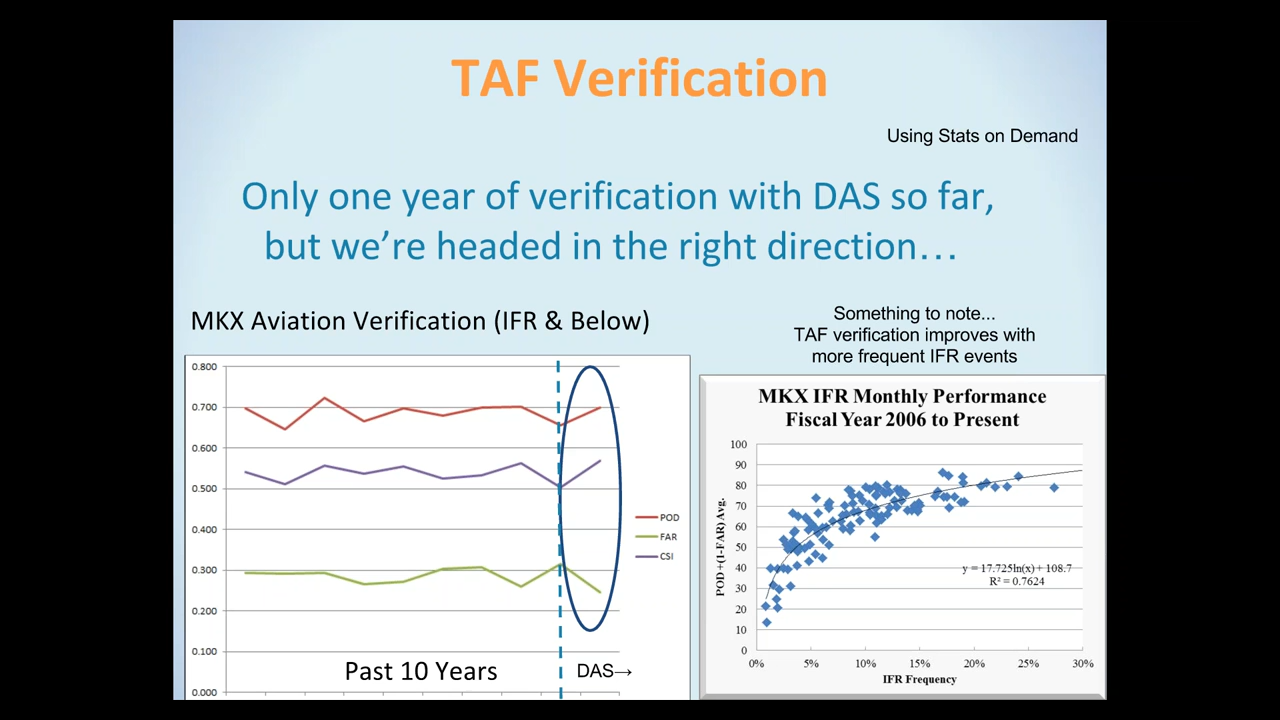 TAF Verification
Using Stats on Demand
Only one year of verification with DAS so far,
but we’re headed in the right direction…
MKX Aviation Verification (IFR & Below)
0.800
0.700
0.600
0.500
0.400
0.300
0.200
0.100
0.000
POD
FAR
CSI
Past 10 Years
DAS→
Something to note...
TAF verification improves with
more frequent IFR events
MKX IFR Monthly Performance
Fiscal Year 2006 to Present
POD +(1-FAR) Avg.
100
90
80
70
60
50
40
30
20
10
0
y = 17.725ln(x) + 108.7
R² = 0.7624
0% 5% 10% 15% 20% 25% 30%
IFR Frequency